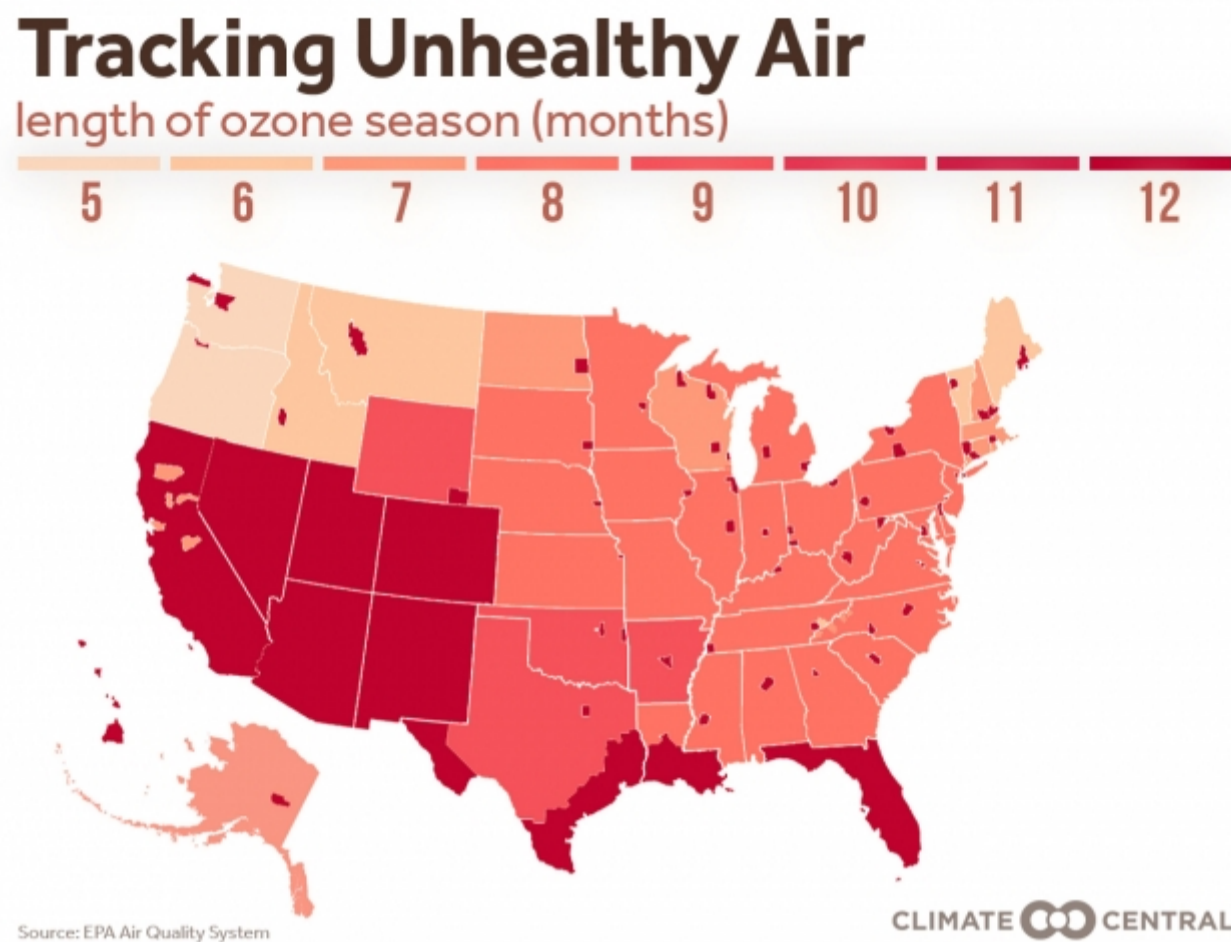 Tracking Unhealthy Air
length of ozone season (months)
5 6 7 8 9 10 11 12
Source: EPA Air Quality System
CLIMATE CENTRAL